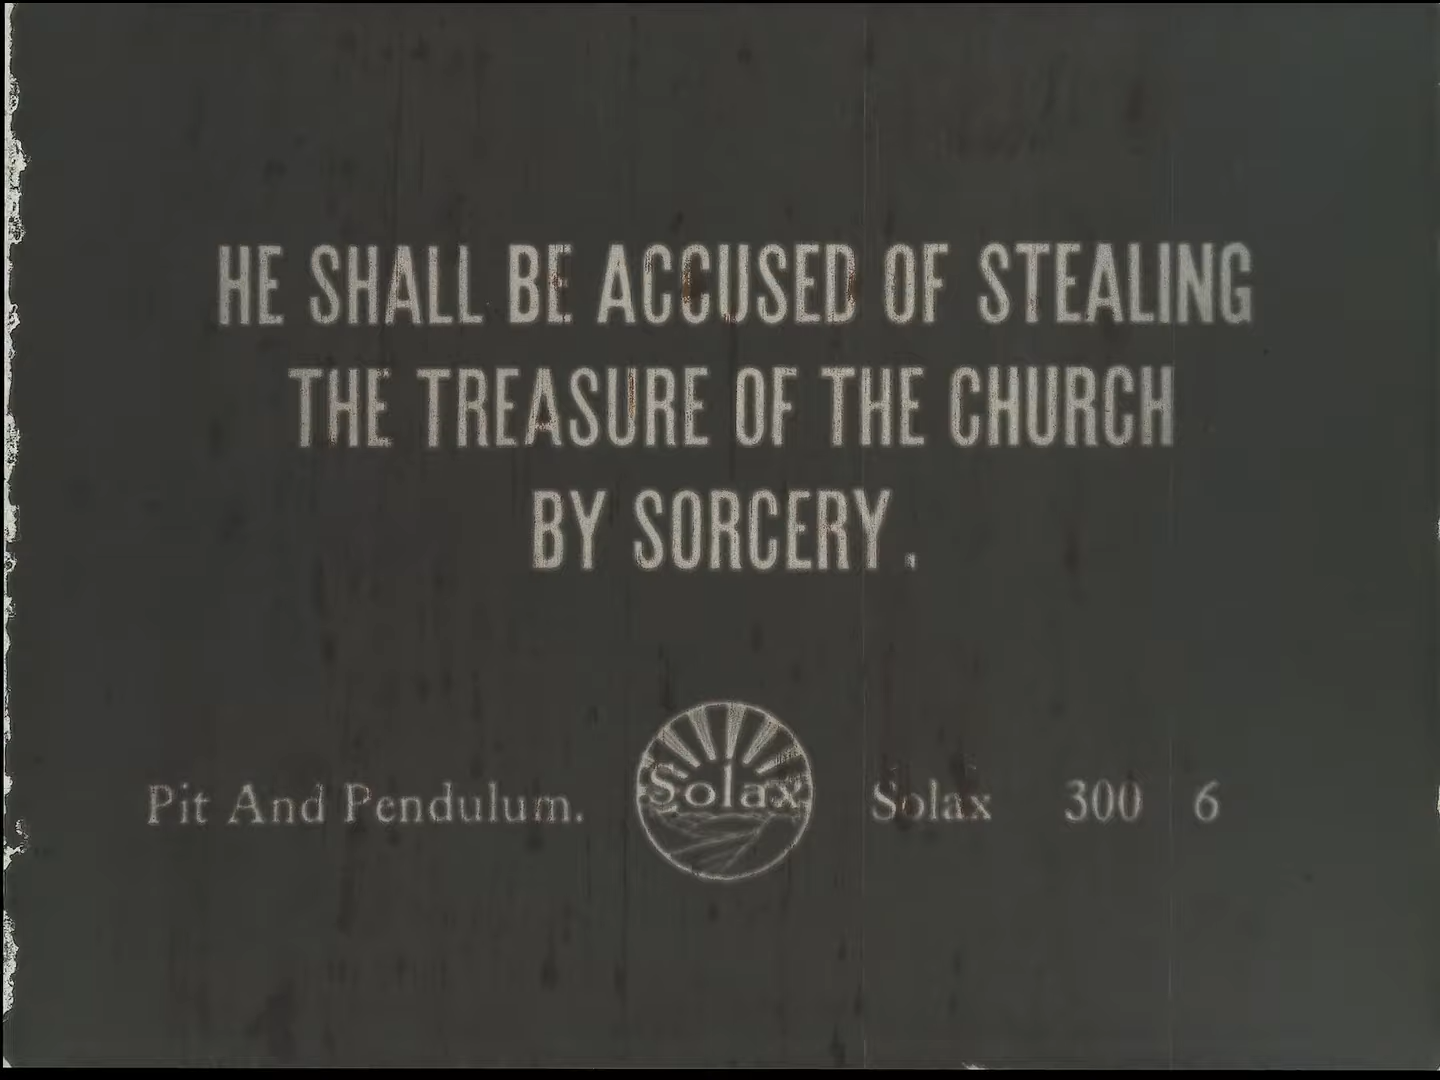 HE SHALL BE ACCUSED OF STEALING
THE TREASURE OF THE CHURCH
BY SORCERY.
Pit And Pendulum. Solax Solax 300 6